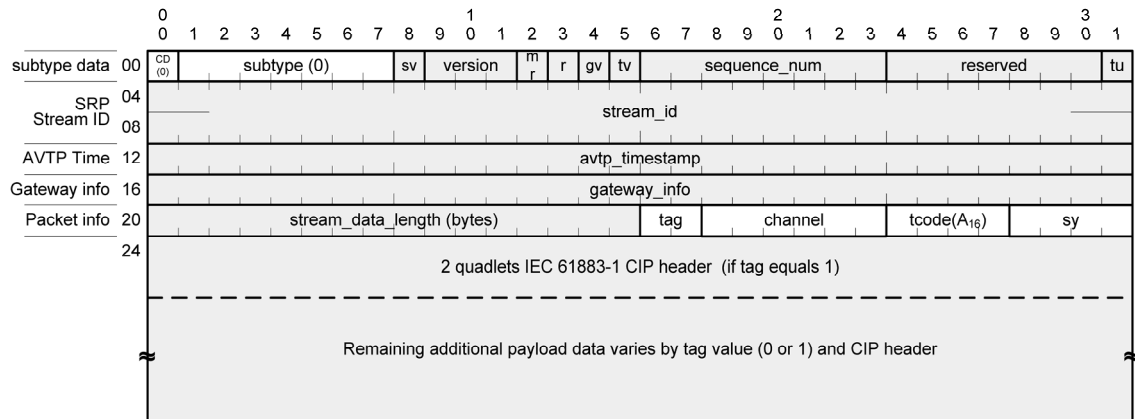 0 1 2 3
0 1 2 3 4 5 6 7 8 9 0 1 2 3 4 5 6 7 8 9 0 1 2 3 4 5 6 7 8 9 0 1
subtype data 00 CD (0) subtype (0) sv version m r r gv tv sequence_num reserved tu
SRP Stream ID 04 08 stream_id
AVTP Time 12 avtp_timestamp
Gateway info 16 gateway_info
Packet info 20 stream_data_length (bytes) tag channel tcode(A₁₆) sy
24
2 quadlets IEC 61883-1 CIP header (if tag equals 1)
Remaining additional payload data varies by tag value (0 or 1) and CIP header